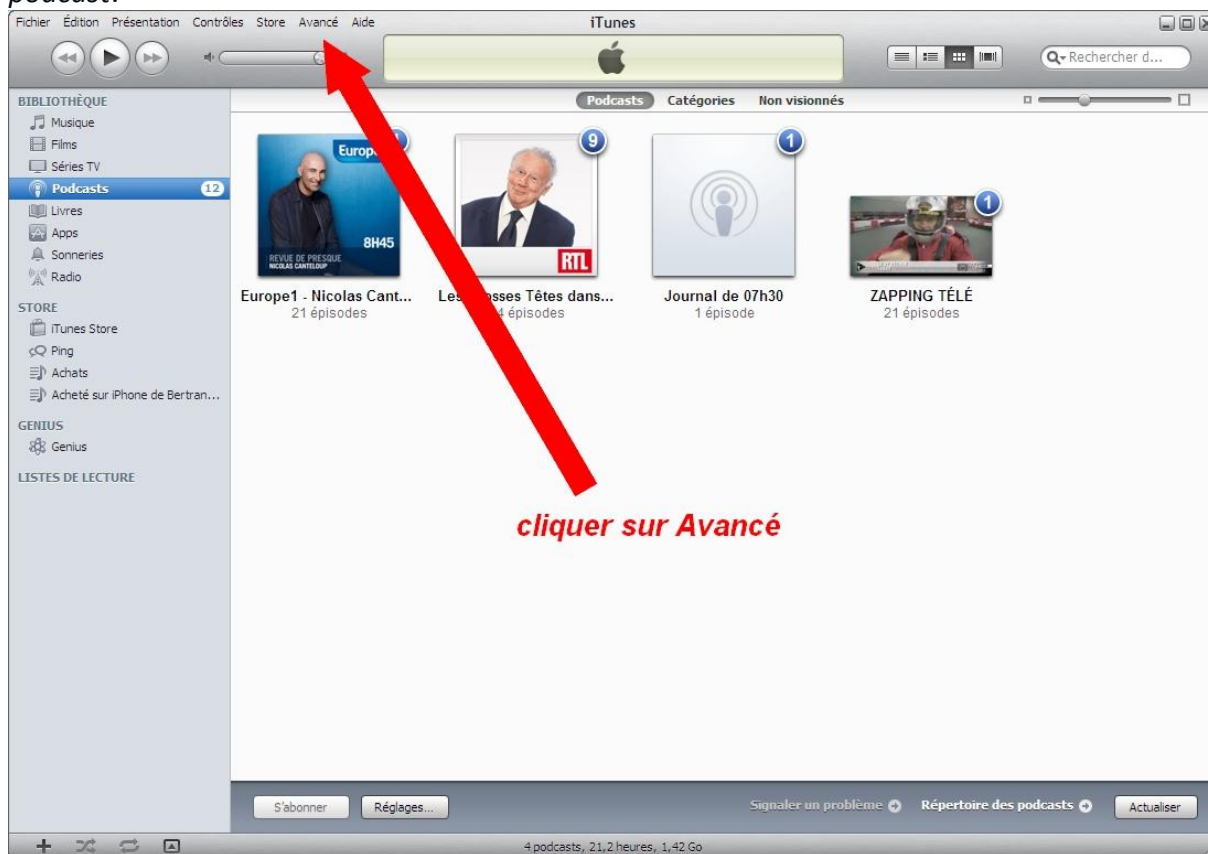 podcast.
Fichier Édition Présentation Contrôles Store Avancé Aide
iTunes
Rechercher d...
BIBLIOTHÈQUE
Musique
Films
Séries TV
Podcasts 12
Livres
Apps
Sonneries
Radio
STORE
iTunes Store
Ping
Achats
Acheté sur iPhone de Bertran...
GENIUS
Genius
LISTES DE LECTURE
Podcasts Catégories Non visionnés
8H45
REVUE DE PRESQUE
NICOLAS CANTELOUP
9
RTL
1
1
Europe1 - Nicolas Cant...
21 épisodes
Journal de 07h30
1 épisode
ZAPPING TÉLÉ
21 épisodes
cliquer sur Avancé
S'abonner Réglages...
Signaler un problème Répertoire des podcasts Actualiser
4 podcasts, 21,2 heures, 1,42 Go